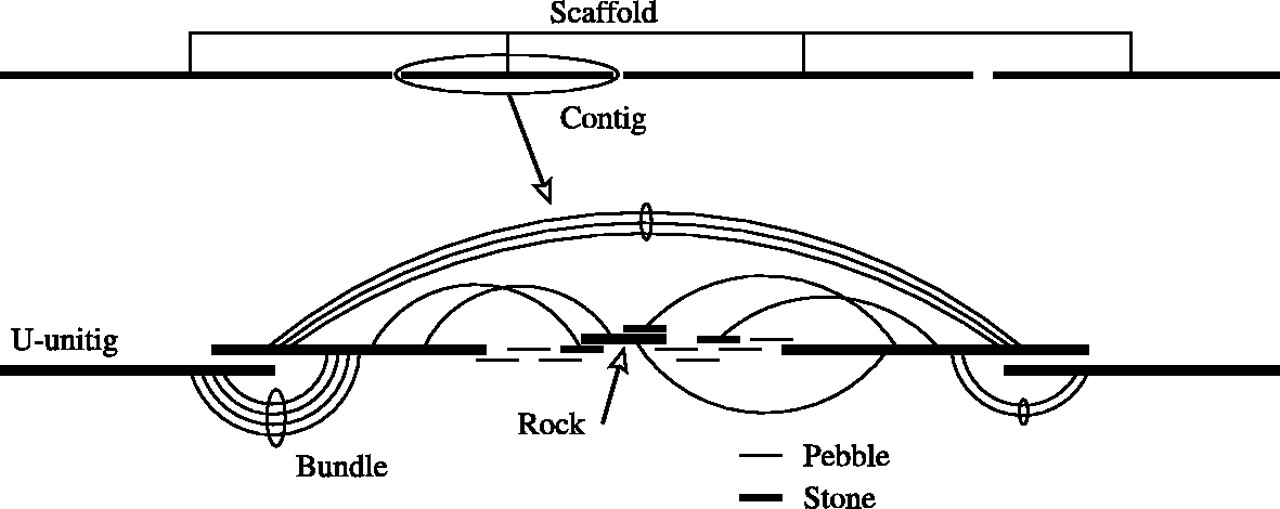 Scaffold
Contig
U-unitig
Rock
Bundle
Pebble
Stone